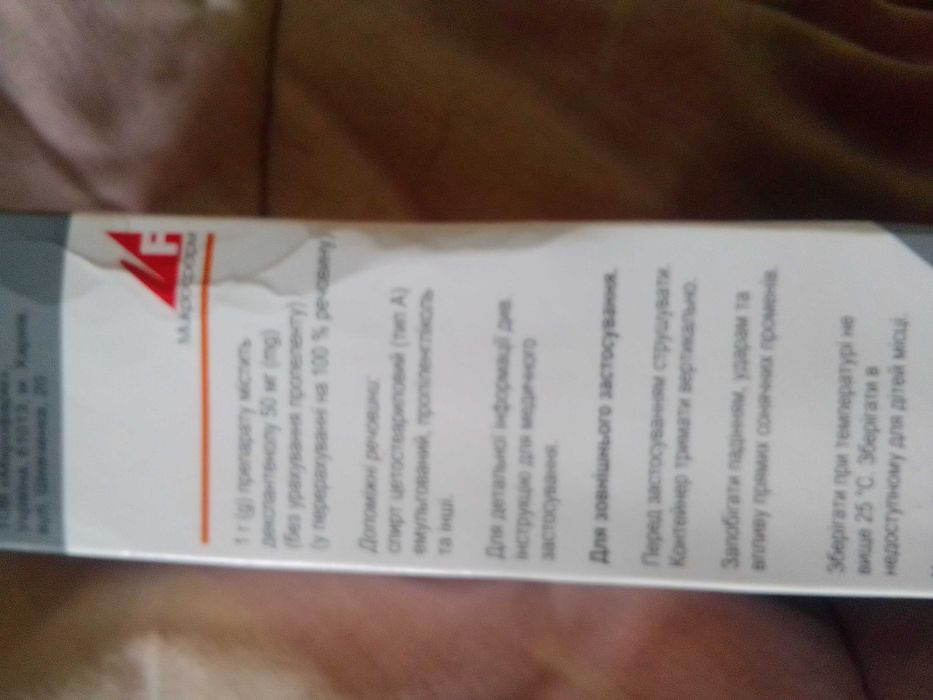 Мікрофарм
1 г (g) препарату містить
декспантенолу 50 мг (mg)
(без урахування пропеленту)
(у перерахуванні на 100 % речовину)
Допоміжні речовини:
спирт цетостеариловий (тип А)
емульгований, пропіленгліколь
та інші.
Для детальної інформації див.
інструкцію для медичного
застосування.
Для зовнішнього застосування.
Перед застосуванням струшувати.
Контейнер тримати вертикально.
Запобігати падінням, ударам та
впливу прямих сонячних променів.
Зберігати при температурі не
вище 25 °С. Зберігати в
недоступному для дітей місці.